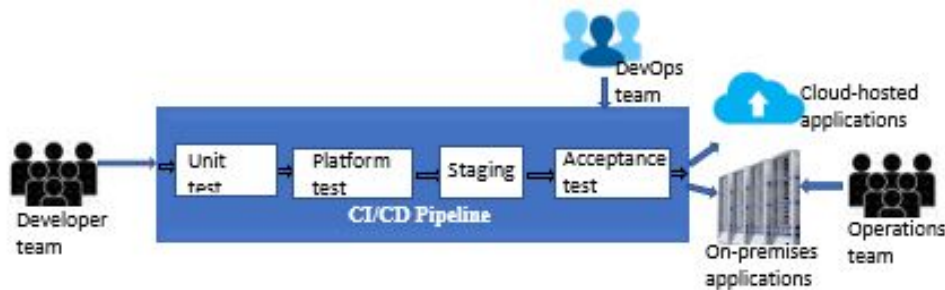 DevOps
team
Cloud-hosted
applications
Unit
test
Platform
test
Staging
Acceptance
test
CI/CD Pipeline
Developer
team
On-premises
applications
Operations
team